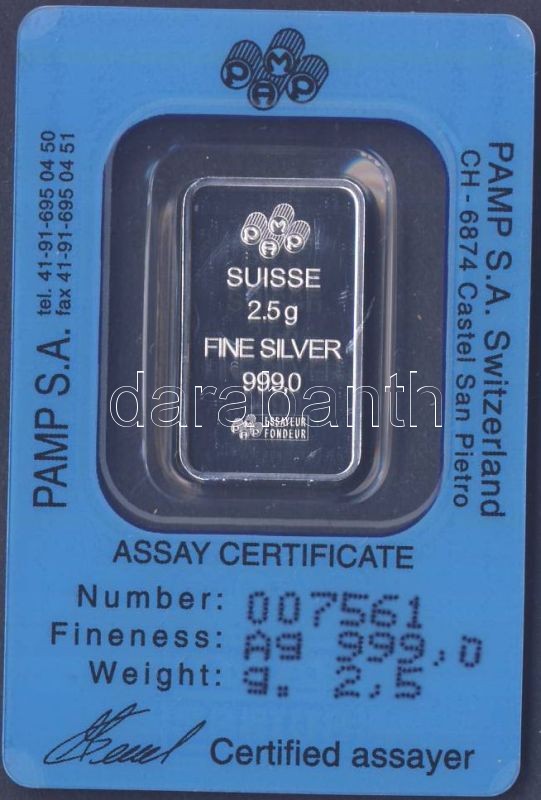 PAMP
tel. 41-91-695 04 50
fax 41-91-695 04 51
PAMP S.A.
PAMP S.A. Switzerland
CH - 6874 Castel San Pietro
PAMP
SUISSE
2.5 g
FINE SILVER
999,0
darabanth
PAMP
ESSAYEUR
FONDEUR
ASSAY CERTIFICATE
Number: 007561
Fineness: Ag 999,0
Weight: g. 2,5
Certified assayer